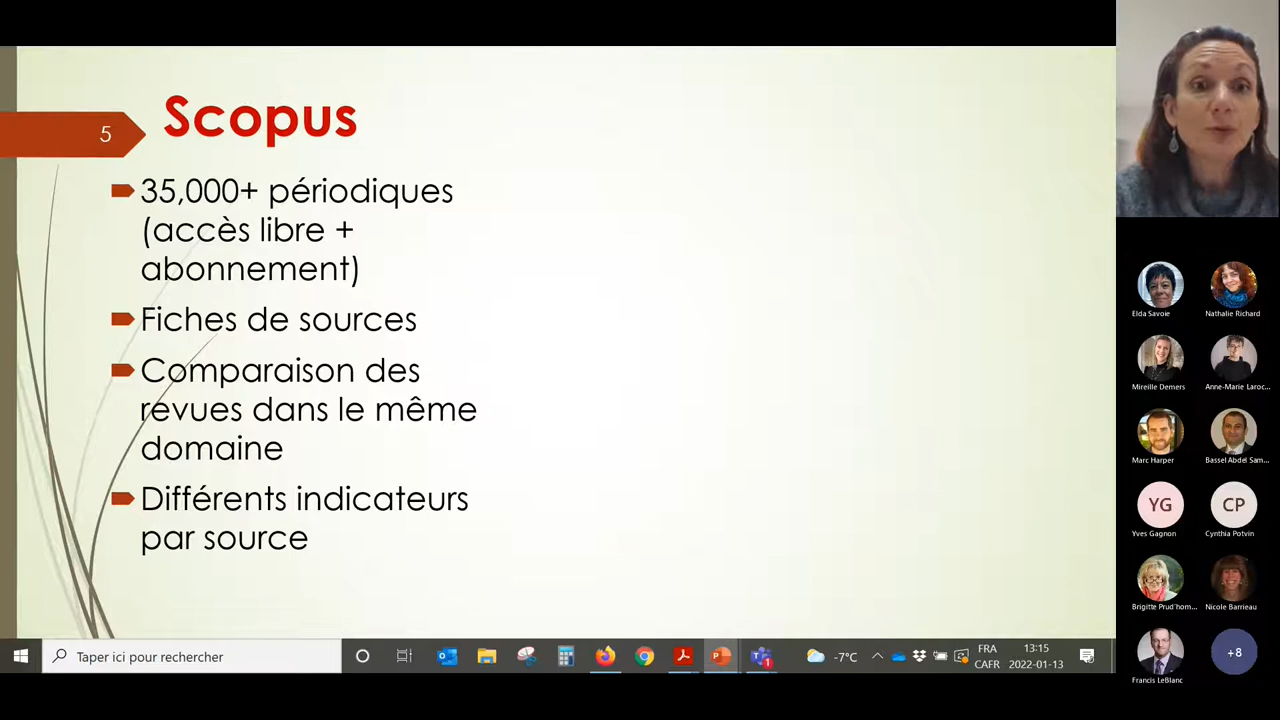 5
Scopus
35,000+ périodiques
(accès libre +
abonnement)
Fiches de sources
Comparaison des
revues dans le même
domaine
Différents indicateurs
par source
Elda Savoie
Nathalie Richard
Mireille Demers
Anne-Marie Laroc...
Marc Harper
Bassel Abdel Sam...
YG
CP
Yves Gagnon
Cynthia Potvin
Brigitte Prud'hom...
Nicole Barrieau
+8
Francis LeBlanc
Taper ici pour rechercher
-7°C
FRA
CAFR
13:15
2022-01-13